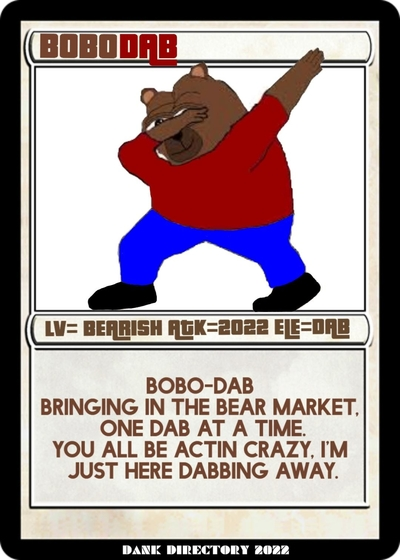 BOBODAB
LV= BEARISH ATK=2022 ELE=DAB
BOBO-DAB
BRINGING IN THE BEAR MARKET,
ONE DAB AT A TIME.
YOU ALL BE ACTIN CRAZY, I'M
JUST HERE DABBING AWAY.
DANK DIRECTORY 2022